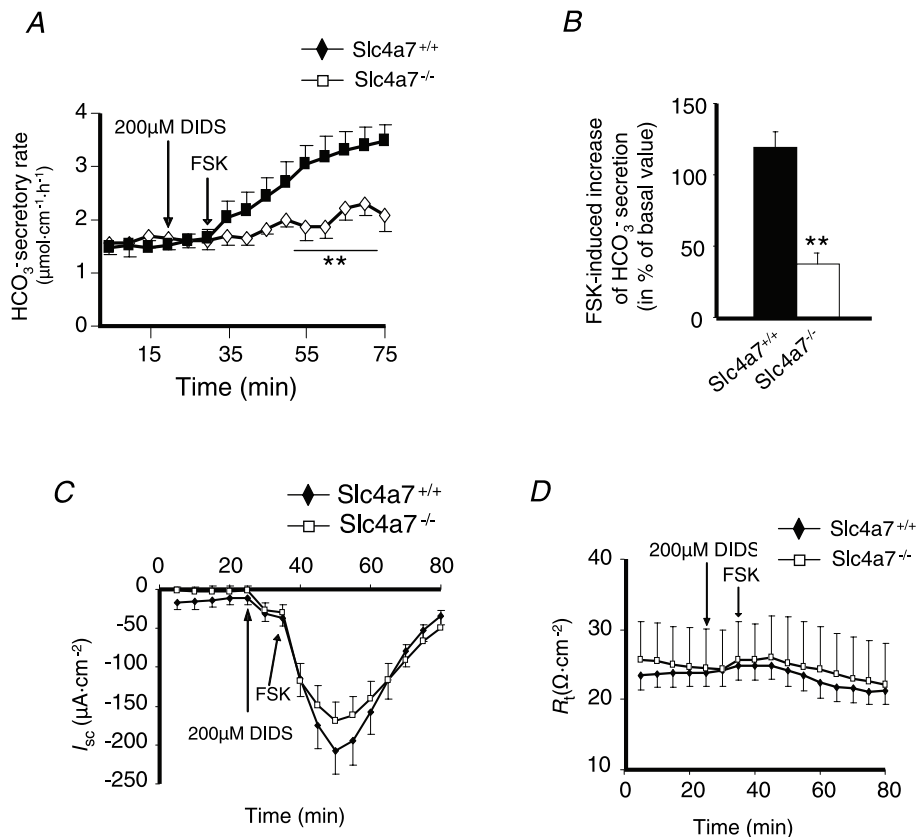 A
Slc4a7+/+
Slc4a7-/-
HCO3- secretory rate
(µmol·cm-1·h-1)
4
3
2
1
0
200µM DIDS
FSK
**
15
35
55
75
Time (min)
B
FSK-induced increase
of HCO3- secretion
(in % of basal value)
150
100
50
0
**
Slc4a7+/+
Slc4a7-/-
C
Slc4a7+/+
Slc4a7-/-
0
20
40
60
80
Isc (µA·cm-2)
-0
-50
-100
-150
-200
-250
FSK
200µM DIDS
Time (min)
D
Slc4a7+/+
Slc4a7-/-
200µM DIDS
FSK
Rt(Ω·cm-2)
40
30
20
10
0
20
40
60
80
Time (min)